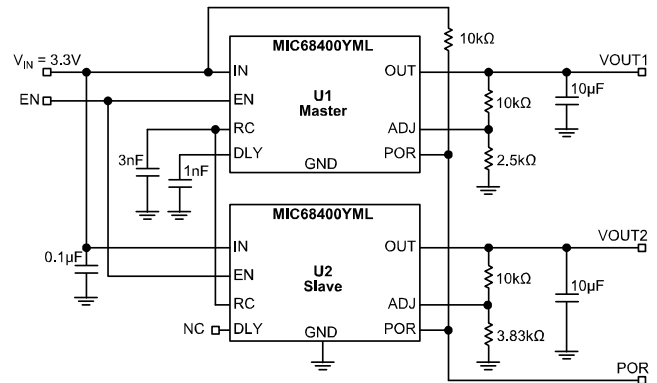 MIC68400YML
10kΩ
V_IN = 3.3V
IN
OUT
VOUT1
EN
EN
U1
Master
10kΩ
10µF
RC
ADJ
3nF
1nF
DLY
POR
2.5kΩ
GND
MIC68400YML
IN
OUT
VOUT2
0.1µF
EN
U2
Slave
10kΩ
10µF
RC
ADJ
NC
DLY
GND
POR
3.83kΩ
POR